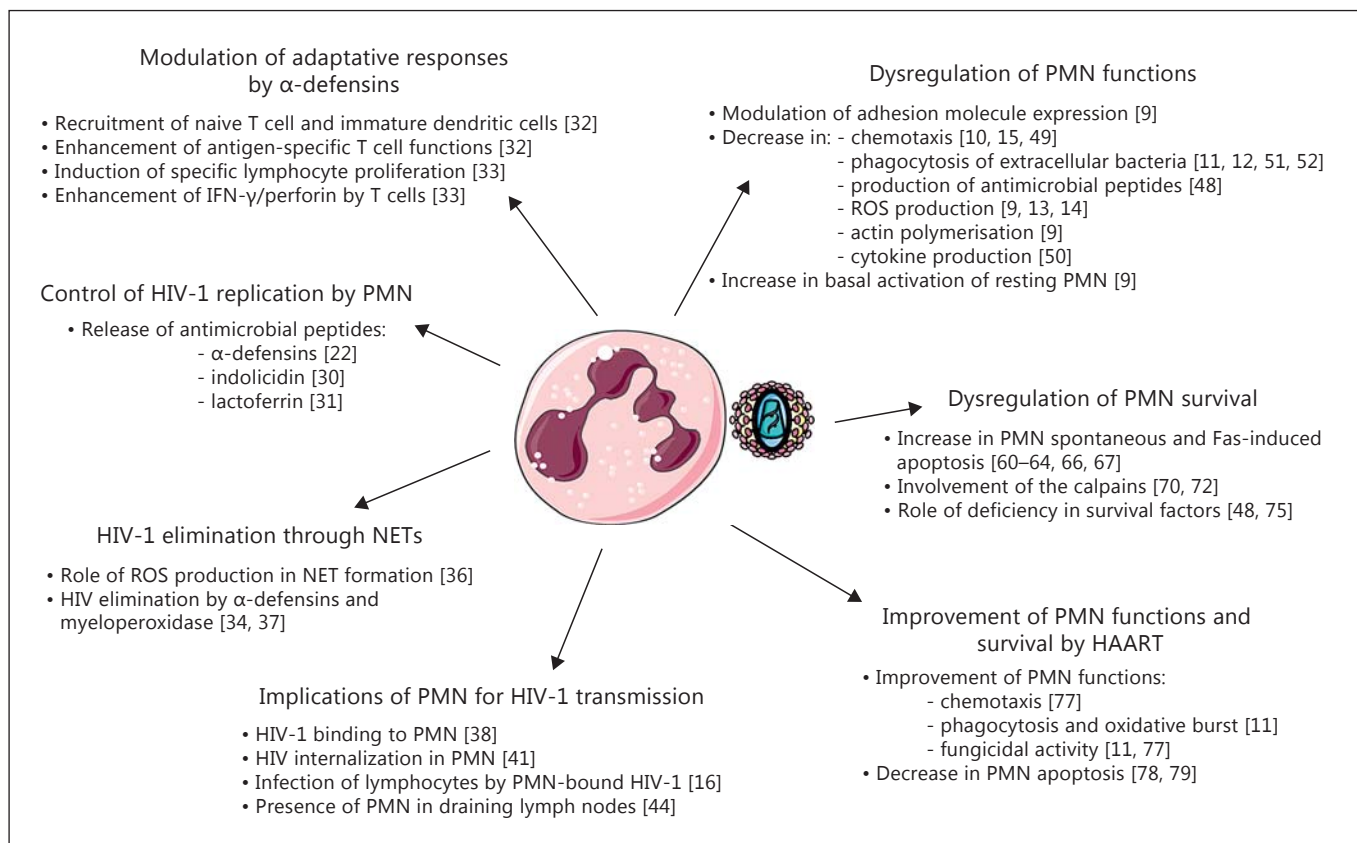 Modulation of adaptative responses
by α-defensins
• Recruitment of naive T cell and immature dendritic cells [32]
• Enhancement of antigen-specific T cell functions [32]
• Induction of specific lymphocyte proliferation [33]
• Enhancement of IFN-γ/perforin by T cells [33]
Dysregulation of PMN functions
• Modulation of adhesion molecule expression [9]
• Decrease in: - chemotaxis [10, 15, 49]
- phagocytosis of extracellular bacteria [11, 12, 51, 52]
- production of antimicrobial peptides [48]
- ROS production [9, 13, 14]
- actin polymerisation [9]
- cytokine production [50]
• Increase in basal activation of resting PMN [9]
Control of HIV-1 replication by PMN
• Release of antimicrobial peptides:
- α-defensins [22]
- indolicidin [30]
- lactoferrin [31]
Dysregulation of PMN survival
• Increase in PMN spontaneous and Fas-induced
apoptosis [60–64, 66, 67]
• Involvement of the calpains [70, 72]
• Role of deficiency in survival factors [48, 75]
HIV-1 elimination through NETs
• Role of ROS production in NET formation [36]
• HIV elimination by α-defensins and
myeloperoxidase [34, 37]
Improvement of PMN functions and
survival by HAART
• Improvement of PMN functions:
- chemotaxis [77]
- phagocytosis and oxidative burst [11]
- fungicidal activity [11, 77]
• Decrease in PMN apoptosis [78, 79]
Implications of PMN for HIV-1 transmission
• HIV-1 binding to PMN [38]
• HIV internalization in PMN [41]
• Infection of lymphocytes by PMN-bound HIV-1 [16]
• Presence of PMN in draining lymph nodes [44]